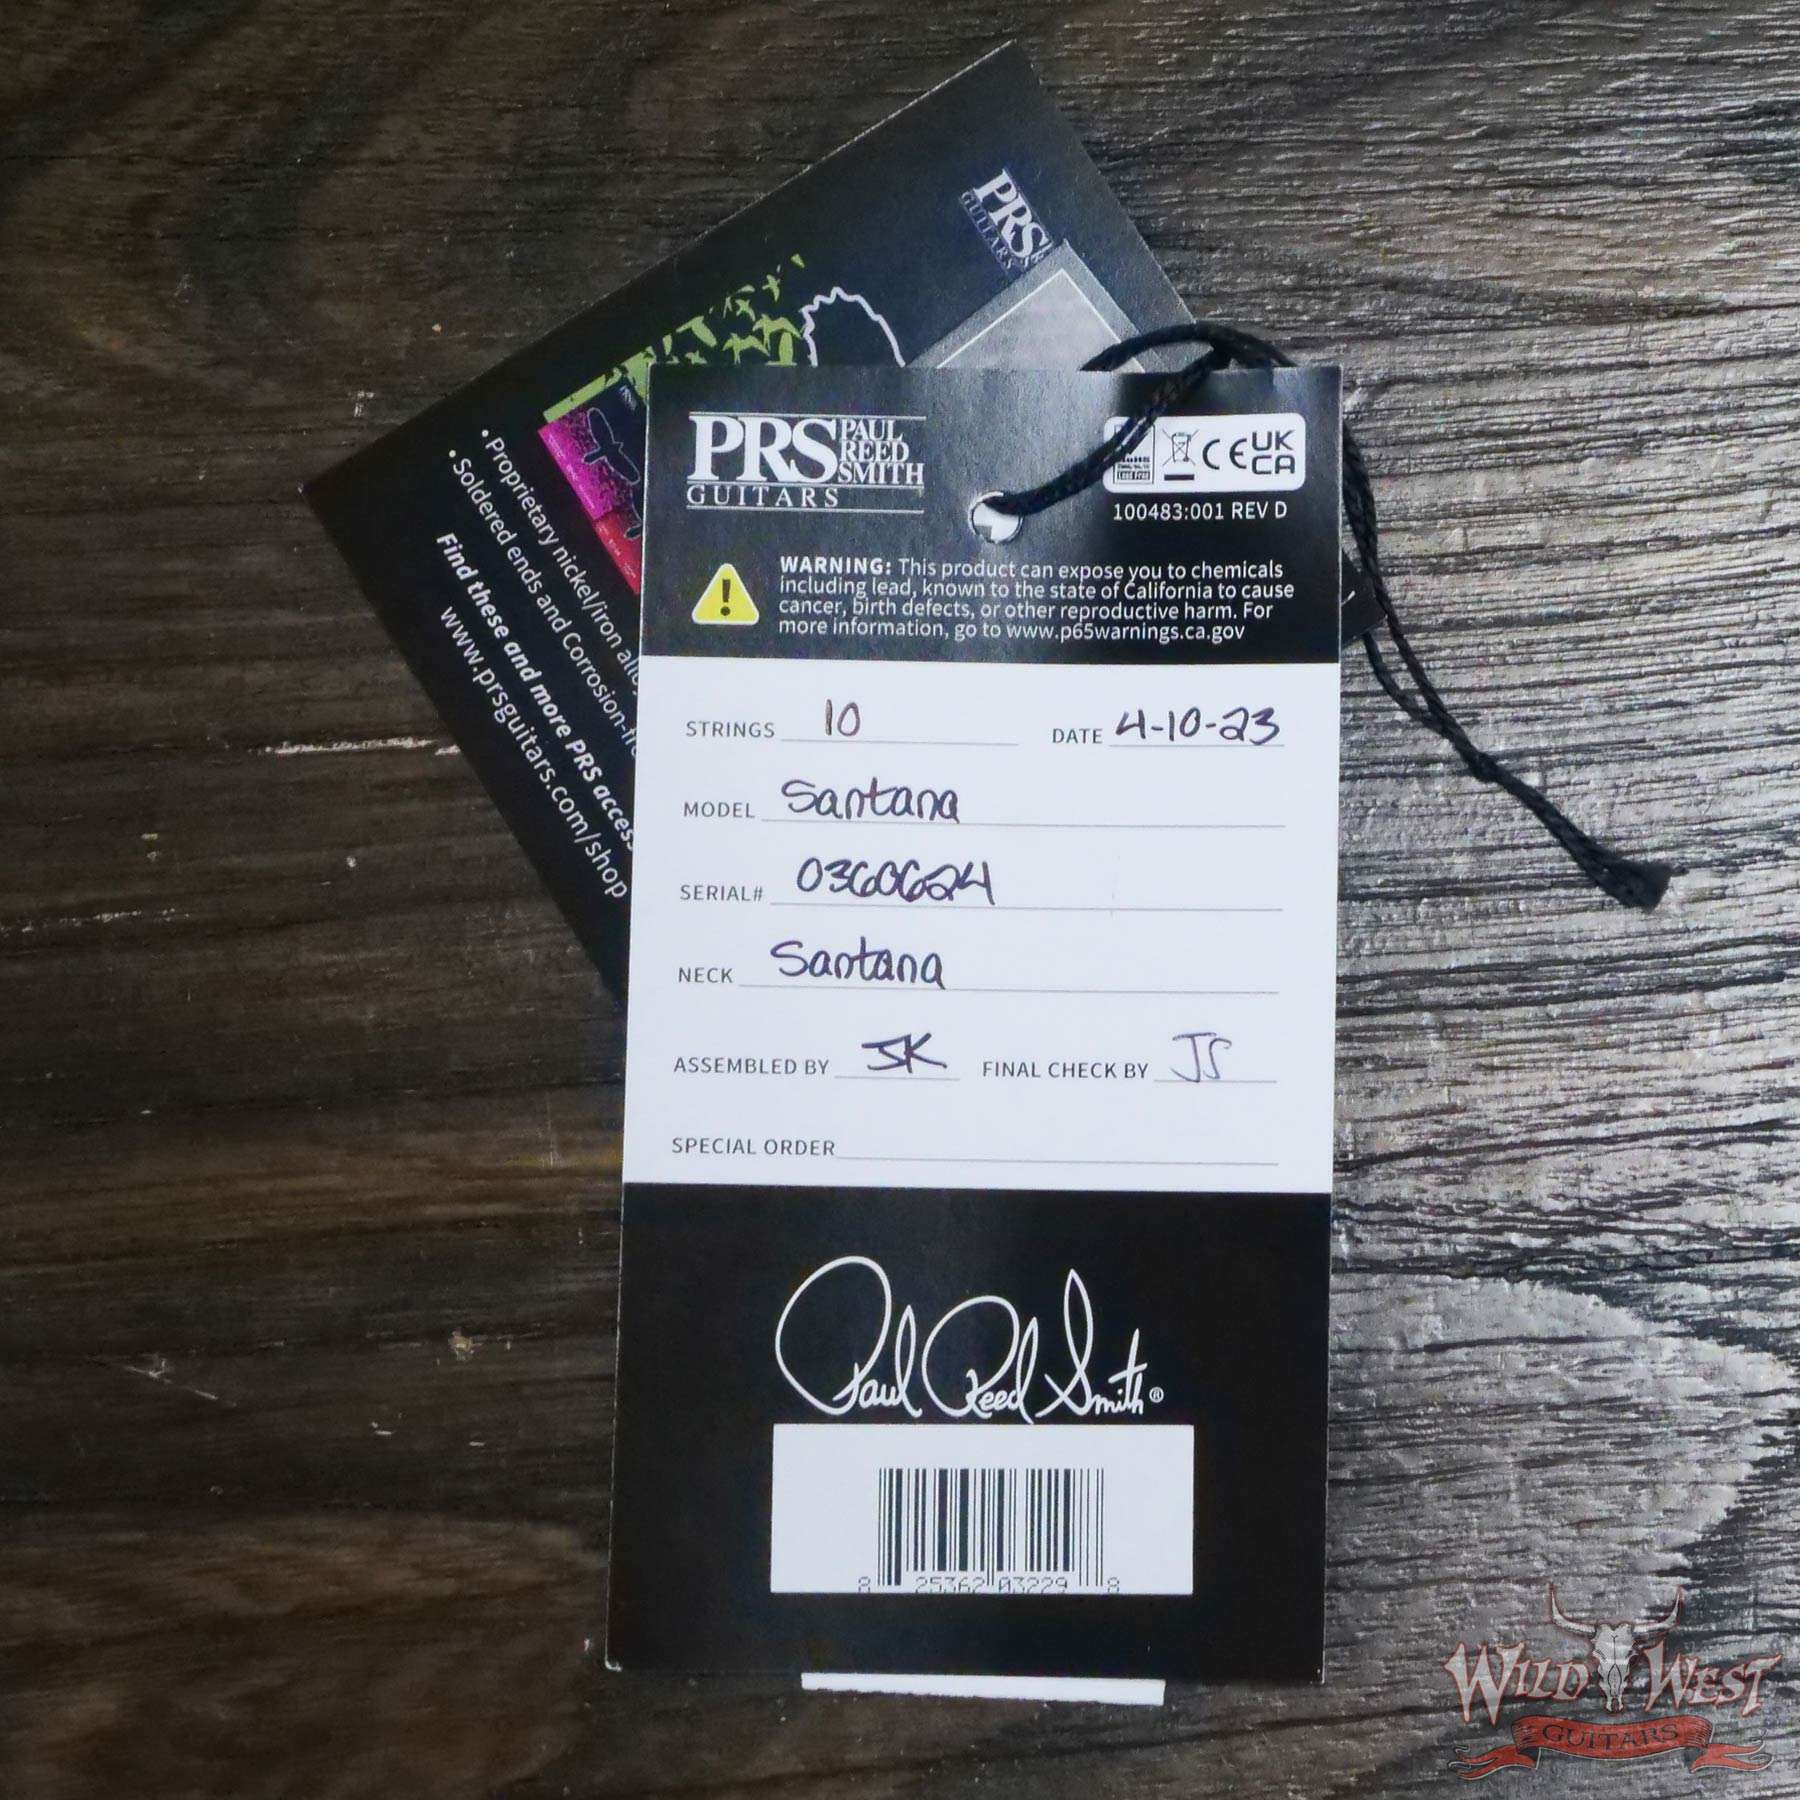 PRS
GUITARS
• Proprietary nickel/iron
• Soldered ends and Corrosion-
Find these and more PRS
www.prsguitars.com/shop
PRS PAUL
REED
SMITH
GUITARS
CE UK
CA
100483:001 REV D
WARNING: This product can expose you to chemicals
including lead, known to the state of California to cause
cancer, birth defects, or other reproductive harm. For
more information, go to www.p65warnings.ca.gov
STRINGS 10 DATE 4-10-23
MODEL Santana
SERIAL# 0360624
NECK Santana
ASSEMBLED BY JK FINAL CHECK BY JS
SPECIAL ORDER
Paul Reed Smith®
8 25362 03229 8
WILD WEST
GUITARS